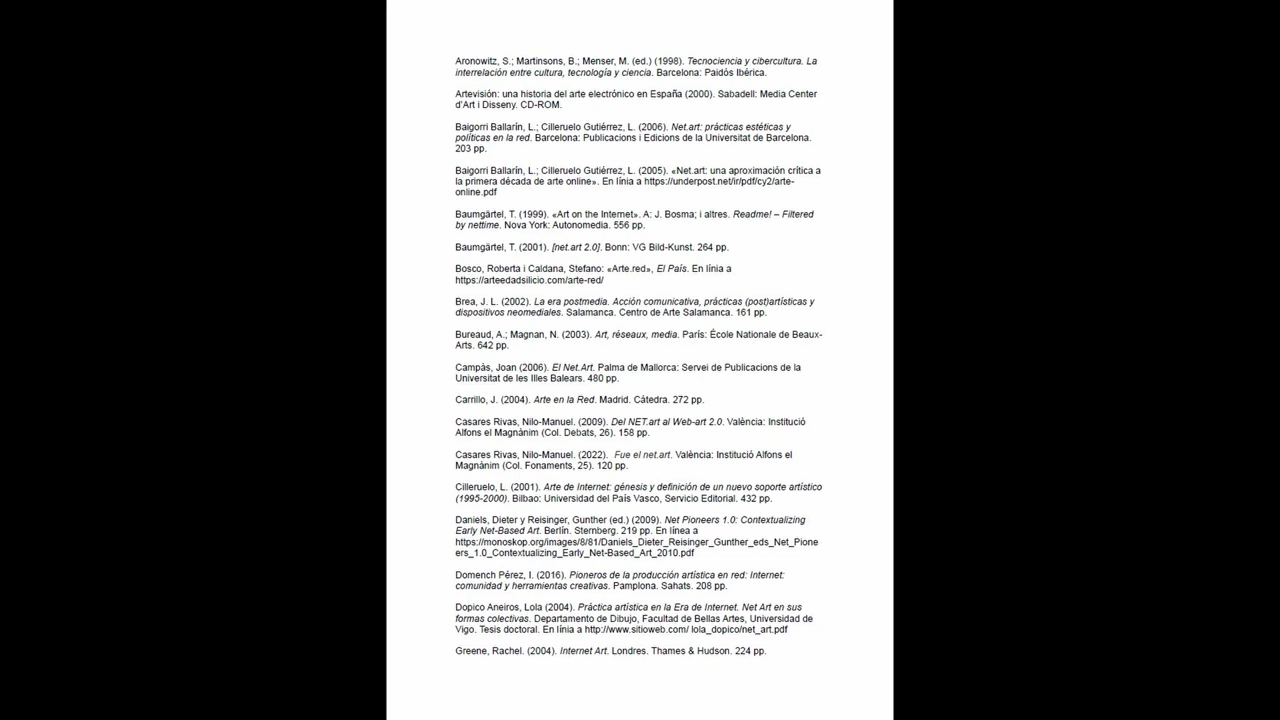 Aronowitz, S.; Martinsons, B.; Menser, M. (ed.) (1998). Tecnociencia y cibercultura. La
interrelación entre cultura, tecnología y ciencia. Barcelona: Paidós Ibérica.
Artevisión: una historia del arte electrónico en España (2000). Sabadell: Media Center
d'Art i Disseny. CD-ROM.
Baigorri Ballarín, L.; Cilleruelo Gutiérrez, L. (2006). Net.art: prácticas estéticas y
políticas en la red. Barcelona: Publicacions i Edicions de la Universitat de Barcelona.
203 pp.
Baigorri Ballarín, L.; Cilleruelo Gutiérrez, L. (2005). «Net.art: una aproximación crítica a
la primera década de arte online». En línia a https://underpost.net/ir/pdf/cy2/arte-
online.pdf
Baumgärtel, T. (1999). «Art on the Internet». A: J. Bosma; i altres. Readme! – Filtered
by nettime. Nova York: Autonomedia. 556 pp.
Baumgärtel, T. (2001). [net.art 2.0]. Bonn: VG Bild-Kunst. 264 pp.
Bosco, Roberta i Caldana, Stefano: «Arte.red», El País. En línia a
https://arteedadsilicio.com/arte-red/
Brea, J. L. (2002). La era postmedia. Acción comunicativa, prácticas (post)artísticas y
dispositivos neomediales. Salamanca. Centro de Arte Salamanca. 161 pp.
Bureaud, A.; Magnan, N. (2003). Art, réseaux, media. París: École Nationale de Beaux-
Arts. 642 pp.
Campàs, Joan (2006). El Net.Art. Palma de Mallorca: Servei de Publicacions de la
Universitat de les Illes Balears. 480 pp.
Carrillo, J. (2004). Arte en la Red. Madrid. Cátedra. 272 pp.
Casares Rivas, Nilo-Manuel. (2009). Del NET.art al Web-art 2.0. València: Institució
Alfons el Magnànim (Col. Debats, 26). 158 pp.
Casares Rivas, Nilo-Manuel. (2022). Fue el net.art. València: Institució Alfons el
Magnànim (Col. Fonaments, 25). 120 pp.
Cilleruelo, L. (2001). Arte de Internet: génesis y definición de un nuevo soporte artístico
(1995-2000). Bilbao: Universidad del País Vasco, Servicio Editorial. 432 pp.
Daniels, Dieter y Reisinger, Gunther (ed.) (2009). Net Pioneers 1.0: Contextualizing
Early Net-Based Art. Berlín. Sternberg. 219 pp. En línea a
https://monoskop.org/images/8/81/Daniels_Dieter_Reisinger_Gunther_eds_Net_Pione
ers_1.0_Contextualizing_Early_Net-Based_Art_2010.pdf
Domench Pérez, I. (2016). Pioneros de la producción artística en red: Internet:
comunidad y herramientas creativas. Pamplona. Sahats. 208 pp.
Dopico Aneiros, Lola (2004). Práctica artística en la Era de Internet. Net Art en sus
formas colectivas. Departamento de Dibujo, Facultad de Bellas Artes, Universidad de
Vigo. Tesis doctoral. En línia a http://www.sitioweb.com/ lola_dopico/net_art.pdf
Greene, Rachel. (2004). Internet Art. Londres. Thames & Hudson. 224 pp.